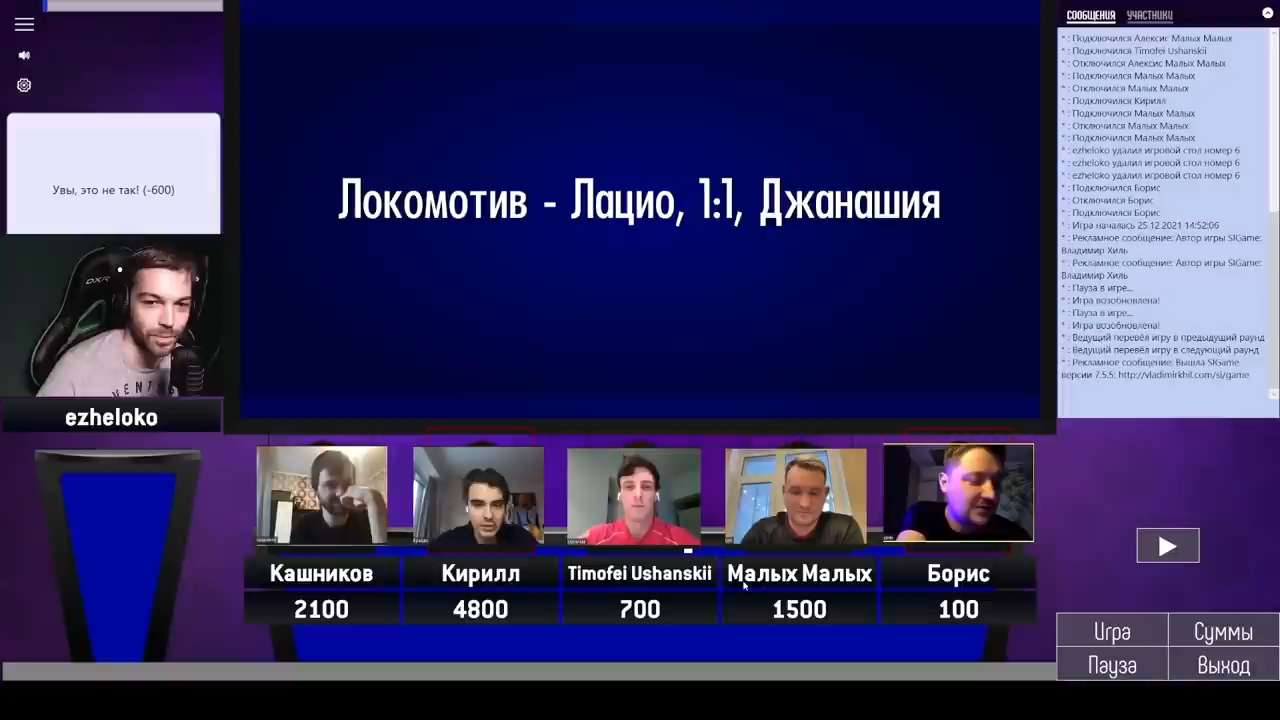 СООБЩЕНИЯ УЧАСТНИКИ
* : Подключился Алексис Малых Малых
* : Подключился Timofei Ushanskii
* : Отключился Алексис Малых Малых
* : Подключился Малых Малых
* : Отключился Малых Малых
* : Подключился Кирилл
* : Подключился Малых Малых
* : Отключился Малых Малых
* : Подключился Малых Малых
* : ezheloko удалил игровой стол номер 6
* : ezheloko удалил игровой стол номер 6
* : ezheloko удалил игровой стол номер 6
* : Подключился Борис
* : Отключился Борис
* : Подключился Борис
* : Игра началась 25.12.2021 14:52:06
* : Рекламное сообщение: Автор игры SIGame:
Владимир Хиль
* : Рекламное сообщение: Автор игры SIGame:
Владимир Хиль
* : Пауза в игре...
* : Игра возобновлена!
* : Пауза в игре...
* : Игра возобновлена!
* : Ведущий перевёл игру в предыдущий раунд
* : Ведущий перевёл игру в следующий раунд
* : Рекламное сообщение: Вышла SIGame
версии 7.5.5: http://vladimirkhil.com/si/game
Увы, это не так! (-600)
Локомотив - Лацио, 1:1, Джанашия
DXR
VENT
ezheloko
Кашников
Кирилл
Timofei Ushanskii
Малых Малых
Борис
2100
4800
700
1500
100
Игра
Суммы
Пауза
Выход